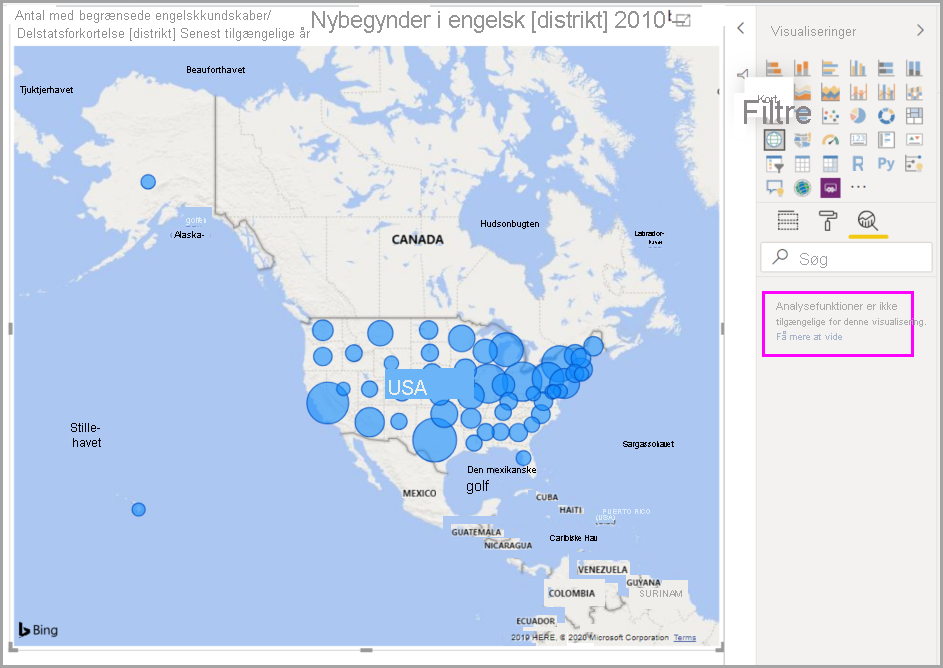 Antal med begrænsede engelskkundskaber/
Delstatsforkortelse [distrikt] Senest tilgængelige år
Nybegynder i engelsk [distrikt] 2010
Visualiseringer
Kort
Filtre
R
Py
123
Søg
Analysefunktioner er ikke
tilgængelige for denne visualisering.
Få mere at vide
Beauforthavet
Tjuktjerhavet
golfen
Alaska-
CANADA
Hudsonbugten
Labrador-
havet
USA
Stille-
havet
Sargassohavet
Den mexikanske
golf
MEXICO
CUBA
HAITI
PUERTO RICO
(USA)
GUATEMALA
NICARAGUA
Caribiske Hav
VENEZUELA
GUYANA
COLOMBIA
SURINAM
ECUADOR
Bing
2019 HERE, © 2020 Microsoft Corporation Terms